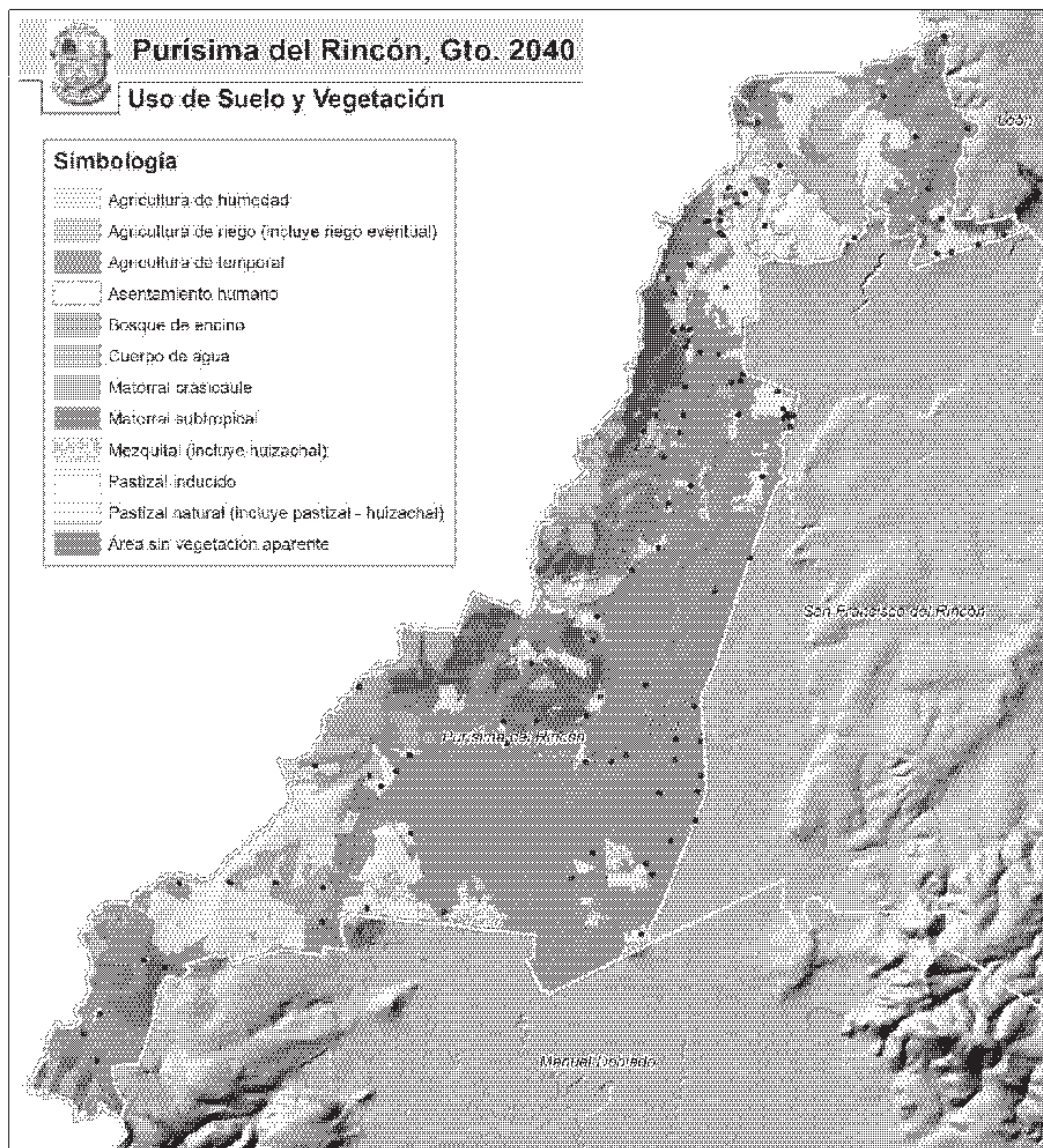 Purísima del Rincón, Gto. 2040
Uso de Suelo y Vegetación
Simbología
Agricultura de humedad
Agricultura de riego (incluye riego eventual)
Agricultura de temporal
Asentamiento humano
Bosque de encino
Cuerpo de agua
Matorral crasicaule
Matorral subtropical
Mezquital (incluye huizachal)
Pastizal inducido
Pastizal natural (incluye pastizal - huizachal)
Área sin vegetación aparente
León
San Francisco del Rincón
Purísima del Rincón
Manuel Doblado